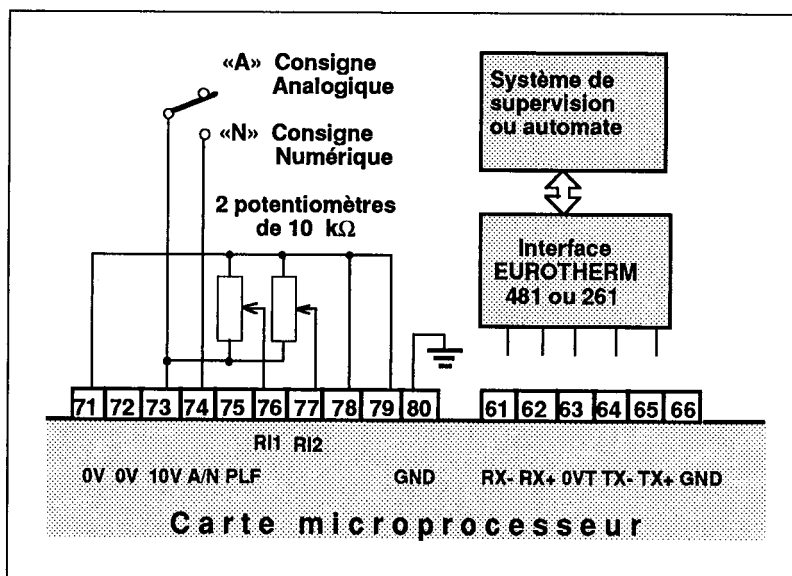 «A» Consigne
Analogique
«N» Consigne
Numérique
2 potentiomètres
de 10 kΩ
Système de
supervision
ou automate
Interface
EUROTHERM
481 ou 261
71 72 73 74 75 76 77 78 79 80
61 62 63 64 65 66
RI1 RI2
0V 0V 10V A/N PLF GND
RX- RX+ 0VT TX- TX+ GND
Carte microprocesseur